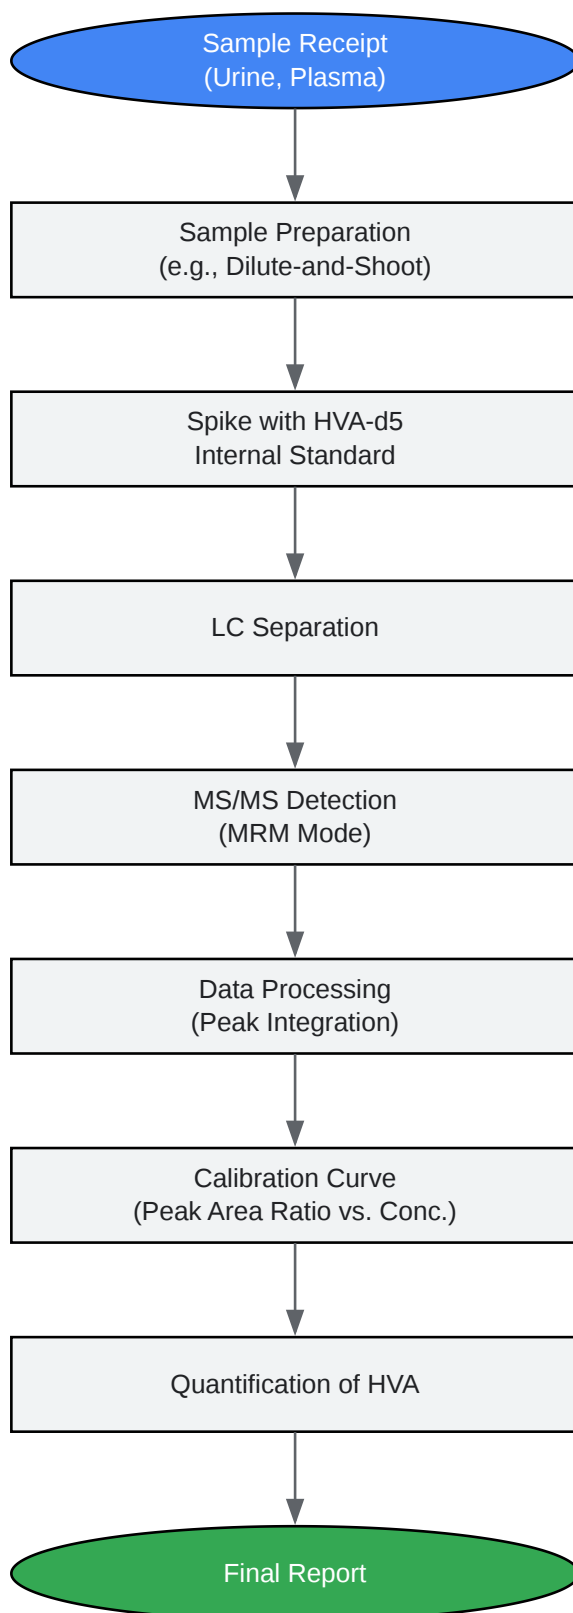 Sample Receipt
(Urine, Plasma)
Sample Preparation
(e.g., Dilute-and-Shoot)
Spike with HVA-d5
Internal Standard
LC Separation
MS/MS Detection
(MRM Mode)
Data Processing
(Peak Integration)
Calibration Curve
(Peak Area Ratio vs. Conc.)
Quantification of HVA
Final Report